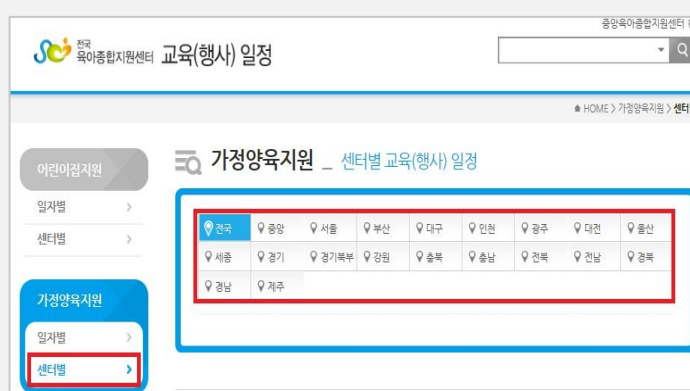 중앙육아종합지원센터
전국
육아종합지원센터 교육(행사) 일정
HOME > 가정양육지원 > 센터
가정양육지원 _ 센터별 교육(행사) 일정
어린이집지원
일자별 >
센터별 >
가정양육지원
일자별 >
센터별 >
전국 중앙 서울 부산 대구 인천 광주 대전 울산
세종 경기 경기북부 강원 충북 충남 전북 전남 경북
경남 제주